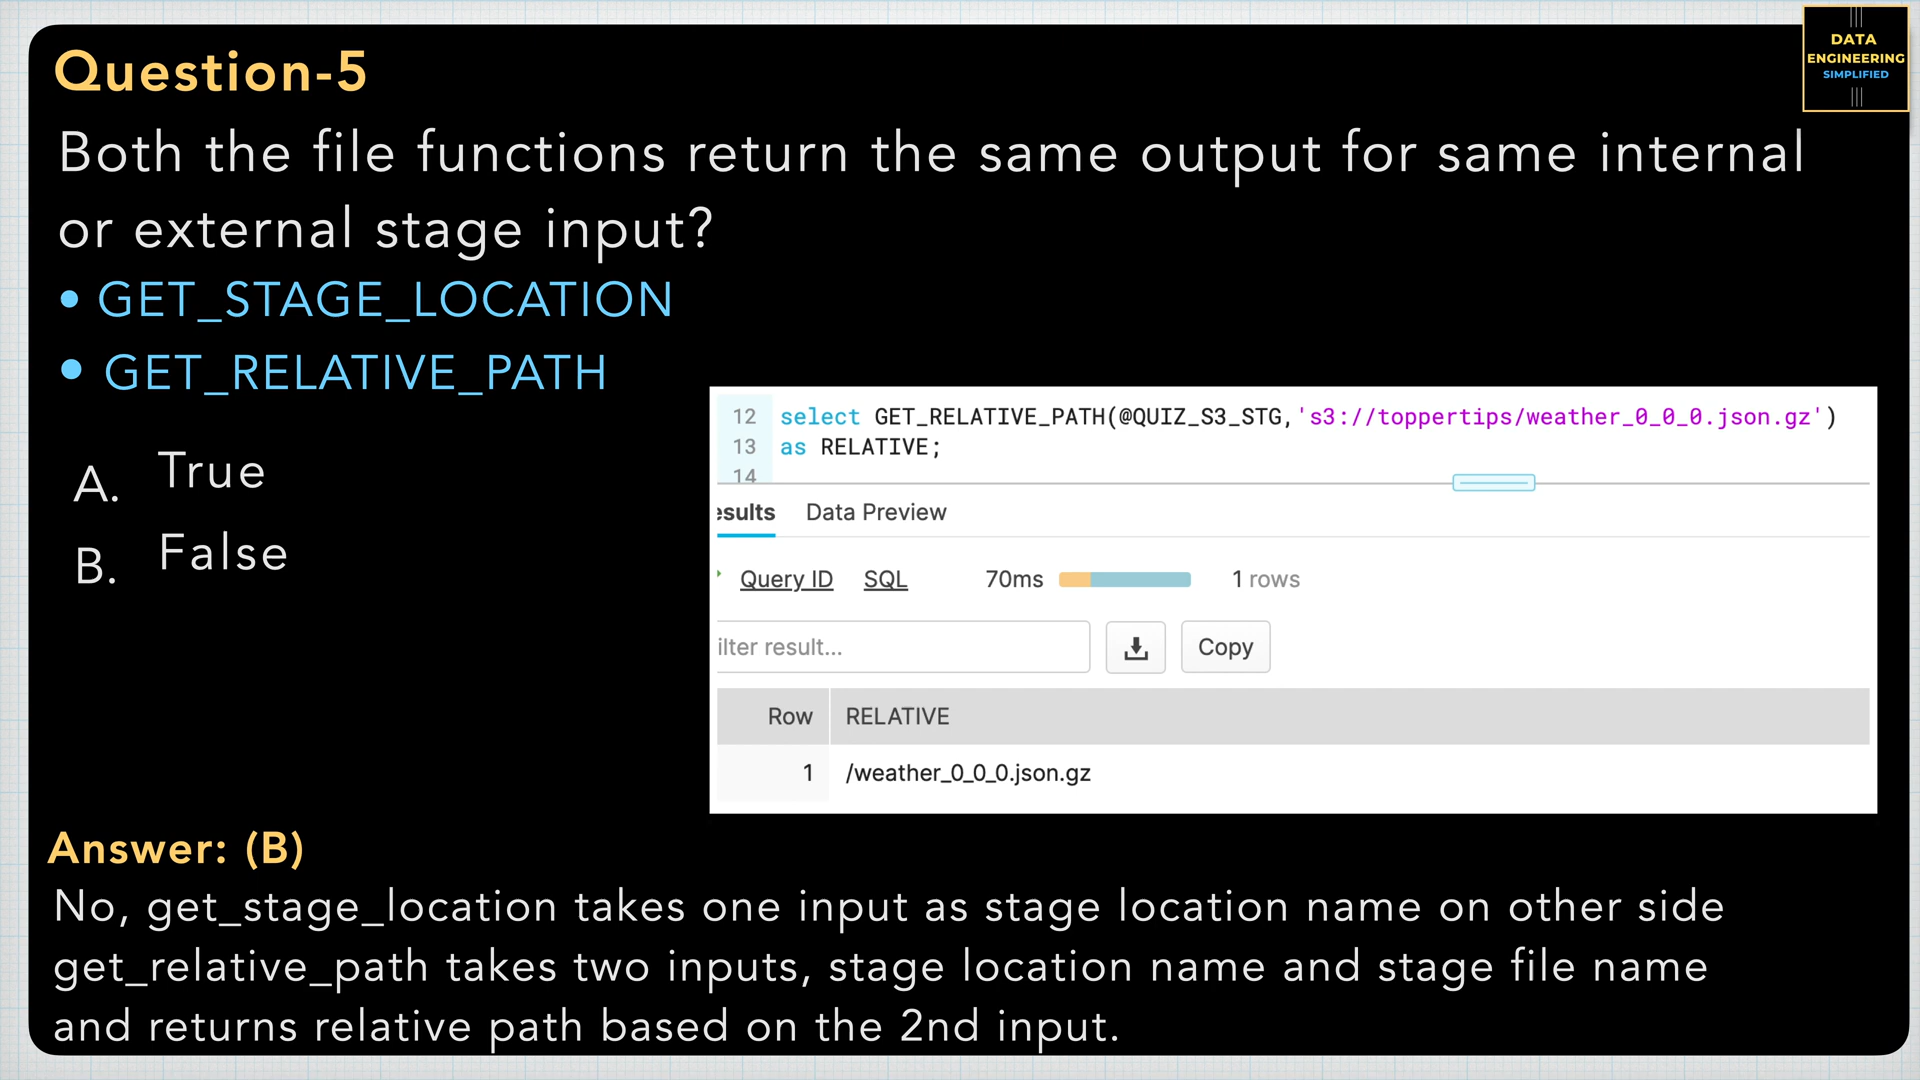 DATA
ENGINEERING
SIMPLIFIED
Question-5
Both the file functions return the same output for same internal
or external stage input?
• GET_STAGE_LOCATION
• GET_RELATIVE_PATH
A. True
B. False
12 select GET_RELATIVE_PATH(@QUIZ_S3_STG,'s3://toppertips/weather_0_0_0.json.gz')
13 as RELATIVE;
14
esults Data Preview
Query ID SQL 70ms 1 rows
ilter result... Copy
Row RELATIVE
1 /weather_0_0_0.json.gz
Answer: (B)
No, get_stage_location takes one input as stage location name on other side
get_relative_path takes two inputs, stage location name and stage file name
and returns relative path based on the 2nd input.